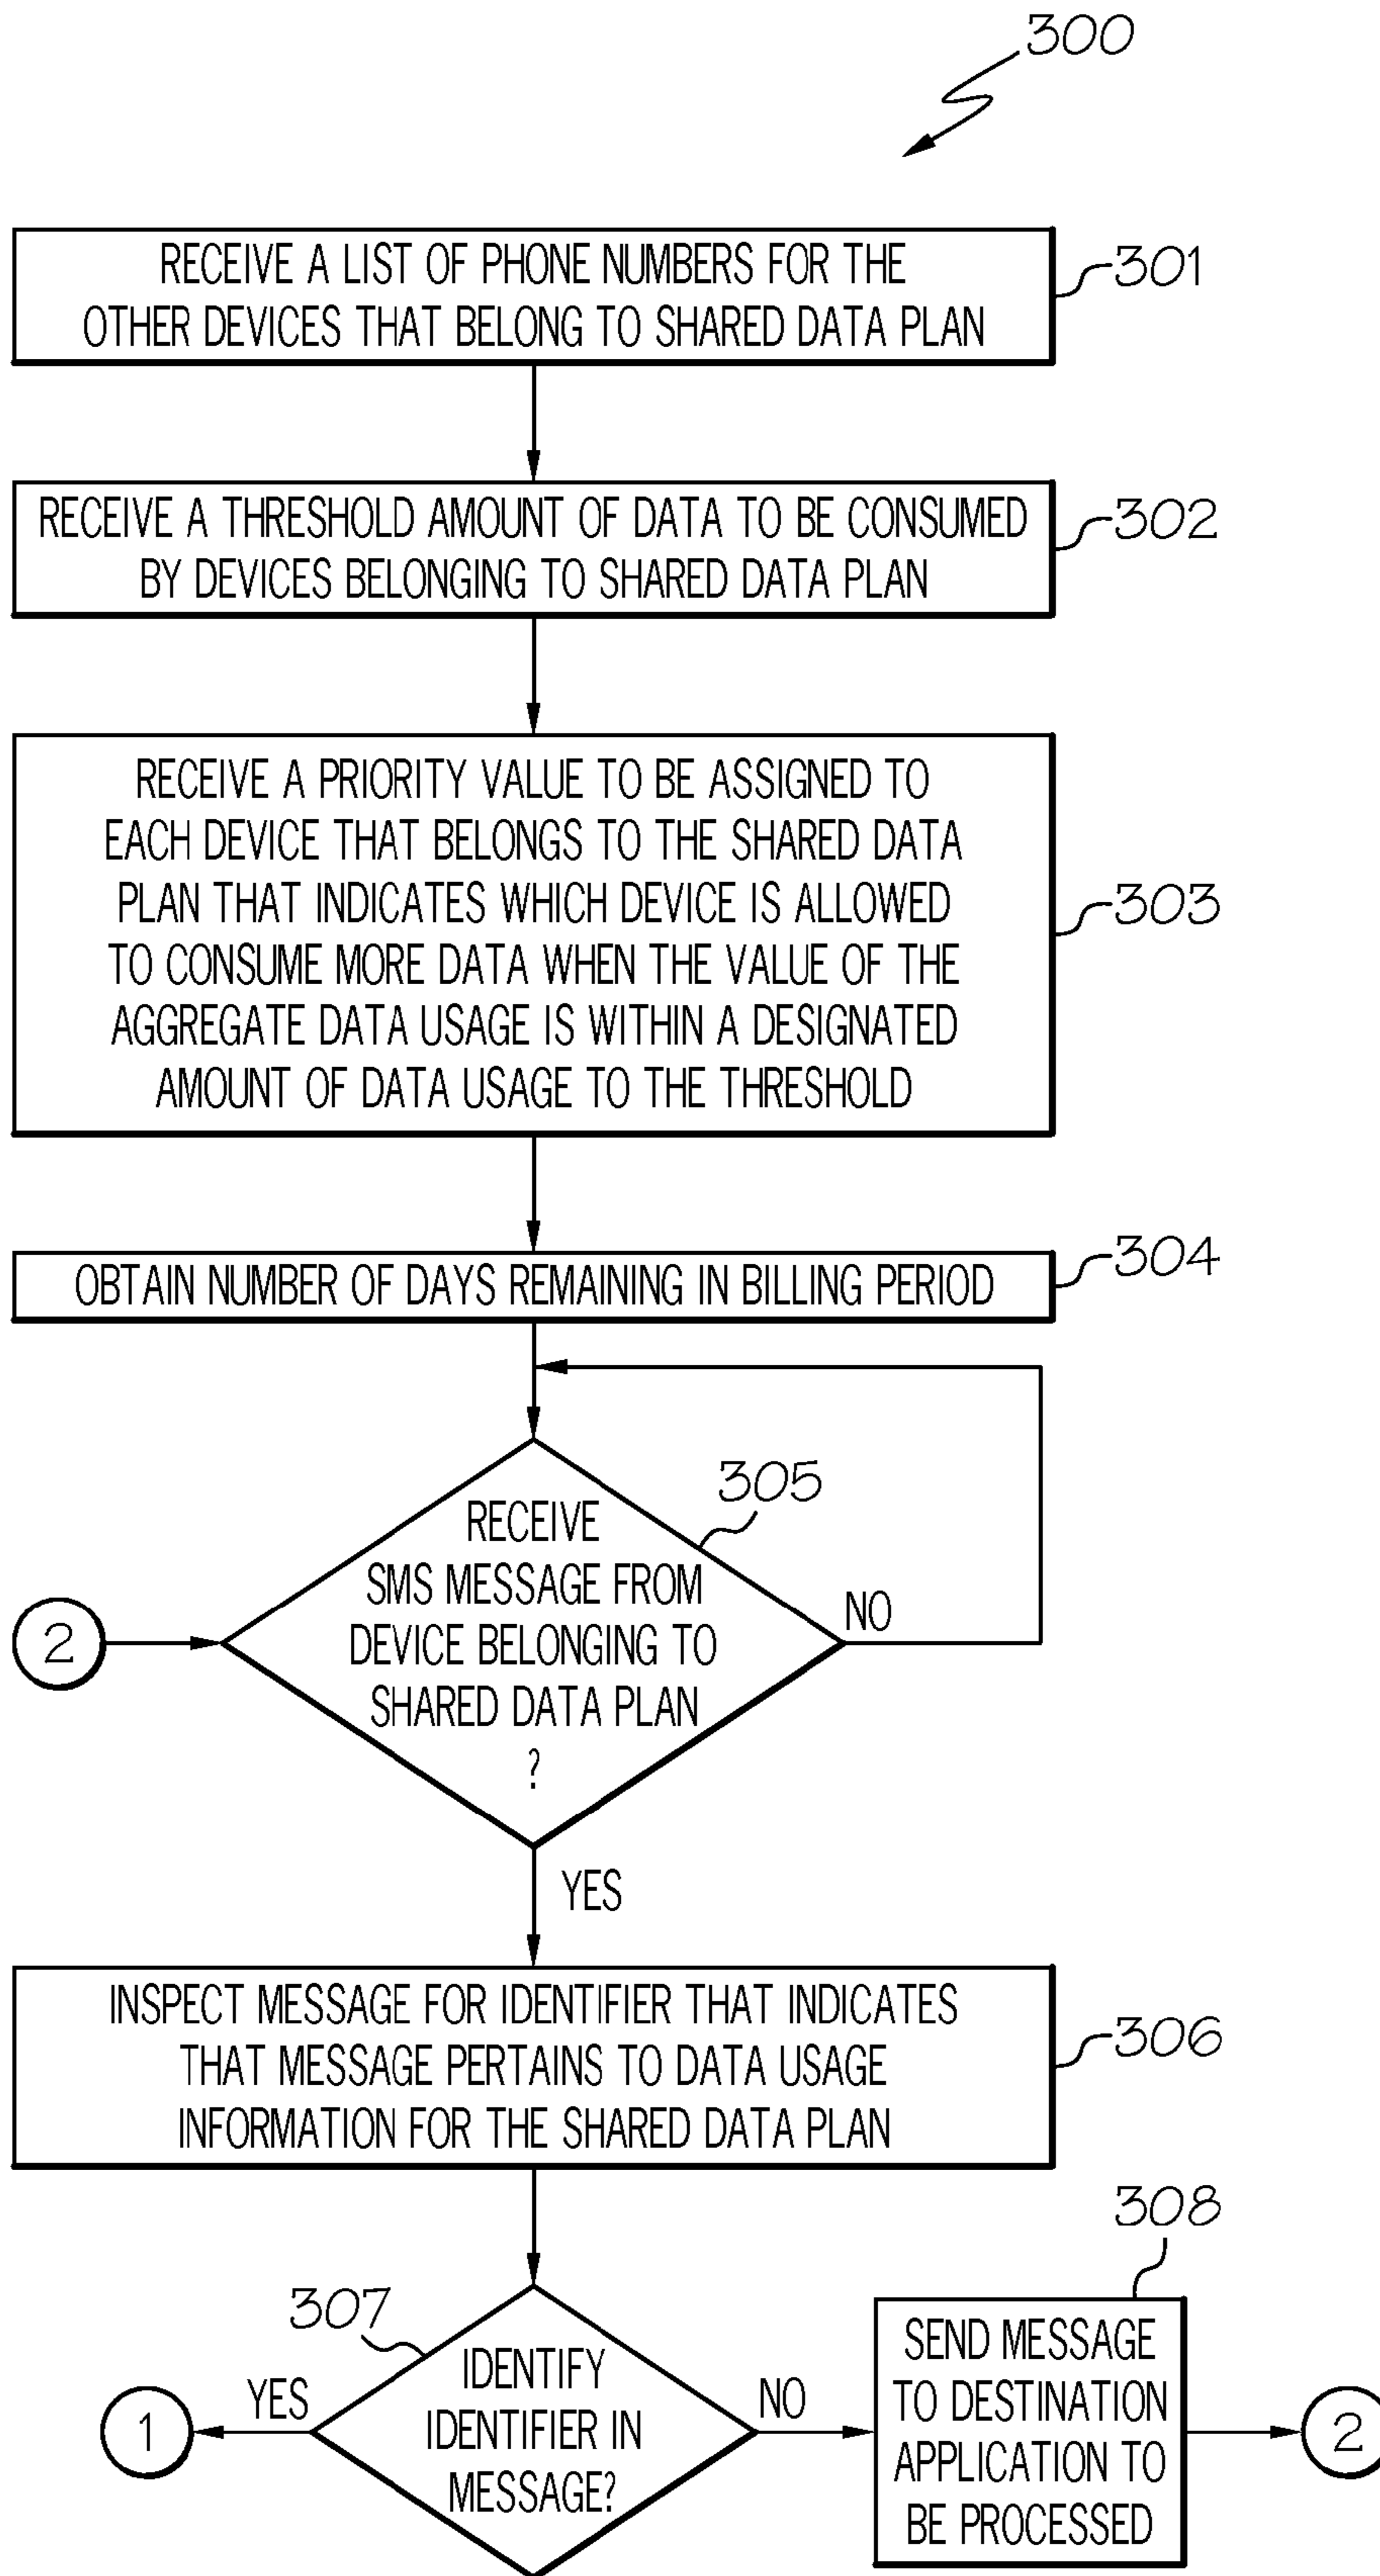 300
RECEIVE A LIST OF PHONE NUMBERS FOR THE
OTHER DEVICES THAT BELONG TO SHARED DATA PLAN
301
RECEIVE A THRESHOLD AMOUNT OF DATA TO BE CONSUMED
BY DEVICES BELONGING TO SHARED DATA PLAN
302
RECEIVE A PRIORITY VALUE TO BE ASSIGNED TO
EACH DEVICE THAT BELONGS TO THE SHARED DATA
PLAN THAT INDICATES WHICH DEVICE IS ALLOWED
TO CONSUME MORE DATA WHEN THE VALUE OF THE
AGGREGATE DATA USAGE IS WITHIN A DESIGNATED
AMOUNT OF DATA USAGE TO THE THRESHOLD
303
OBTAIN NUMBER OF DAYS REMAINING IN BILLING PERIOD
304
305
RECEIVE
SMS MESSAGE FROM
DEVICE BELONGING TO
SHARED DATA PLAN
?
NO
2
YES
INSPECT MESSAGE FOR IDENTIFIER THAT INDICATES
THAT MESSAGE PERTAINS TO DATA USAGE
INFORMATION FOR THE SHARED DATA PLAN
306
307
IDENTIFY
IDENTIFIER IN
MESSAGE?
YES
1
NO
308
SEND MESSAGE
TO DESTINATION
APPLICATION TO
BE PROCESSED
2